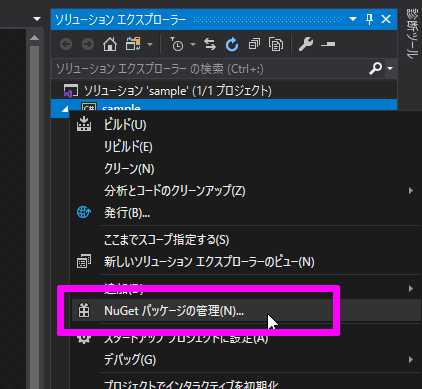 ソリューション エクスプローラー
診断ツール
ソリューション エクスプローラー の検索 (Ctrl+:)
ソリューション 'sample' (1/1 プロジェクト)
C# sample
ビルド(U)
リビルド(E)
クリーン(N)
分析とコードのクリーンアップ(Z)
発行(B)...
ここまでスコープ指定する(S)
新しいソリューション エクスプローラーのビュー(N)
追加(D)
NuGet パッケージの管理(N)...
スタートアップ プロジェクトに設定(A)
デバッグ(G)
プロジェクトでインタラクティブを初期化